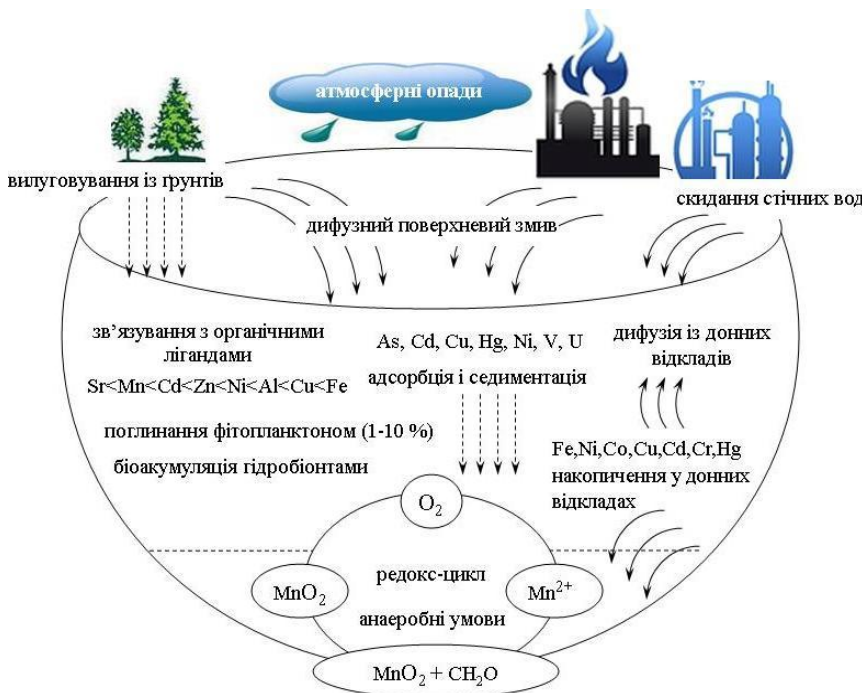 атмосферні опади
вилуговування із ґрунтів
скидання стічних вод
дифузний поверхневий змив
зв’язування з органічними
лігандами
Sr<Mn<Cd<Zn<Ni<Al<Cu<Fe
As, Cd, Cu, Hg, Ni, V, U
адсорбція і седиментація
дифузія із донних
відкладів
поглинання фітопланктоном (1-10 %)
біоакумуляція гідробіонтами
Fe,Ni,Co,Cu,Cd,Cr,Hg
накопичення у донних
відкладах
O₂
MnO₂
редокс-цикл
Mn²⁺
анаеробні умови
MnO₂ + CH₂O